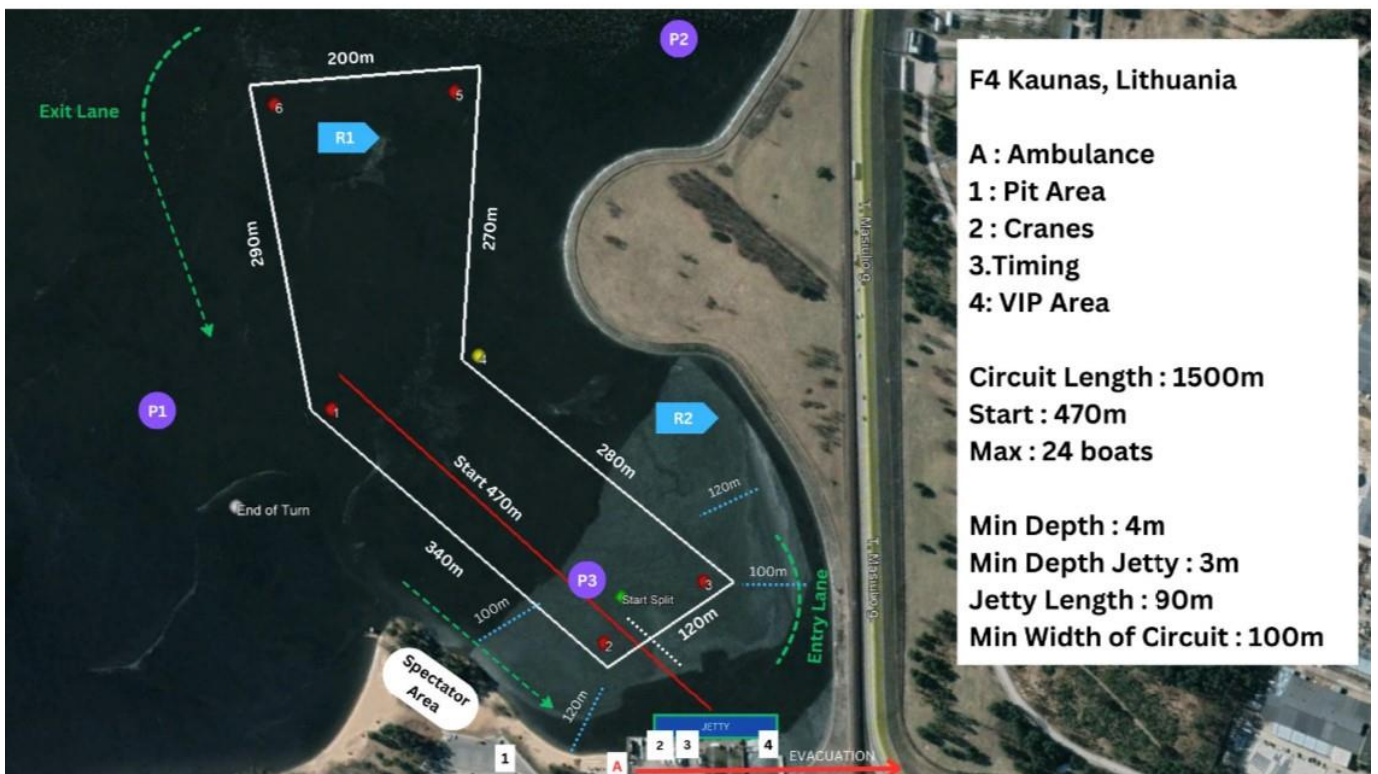 P2
200m
Exit Lane
6
5
R1
290m
270m
4
P1
1
R2
Start 470m
280m
120m
End of Turn
340m
P3
3
100m
100m
Start Split
Entry Lane
2
120m
Spectator
Area
120m
JETTY
1
2
3
4
A
EVACUATION
T. Masiulio g.
T. Masiulio g.
F4 Kaunas, Lithuania
A : Ambulance
1 : Pit Area
2 : Cranes
3.Timing
4: VIP Area
Circuit Length : 1500m
Start : 470m
Max : 24 boats
Min Depth : 4m
Min Depth Jetty : 3m
Jetty Length : 90m
Min Width of Circuit : 100m